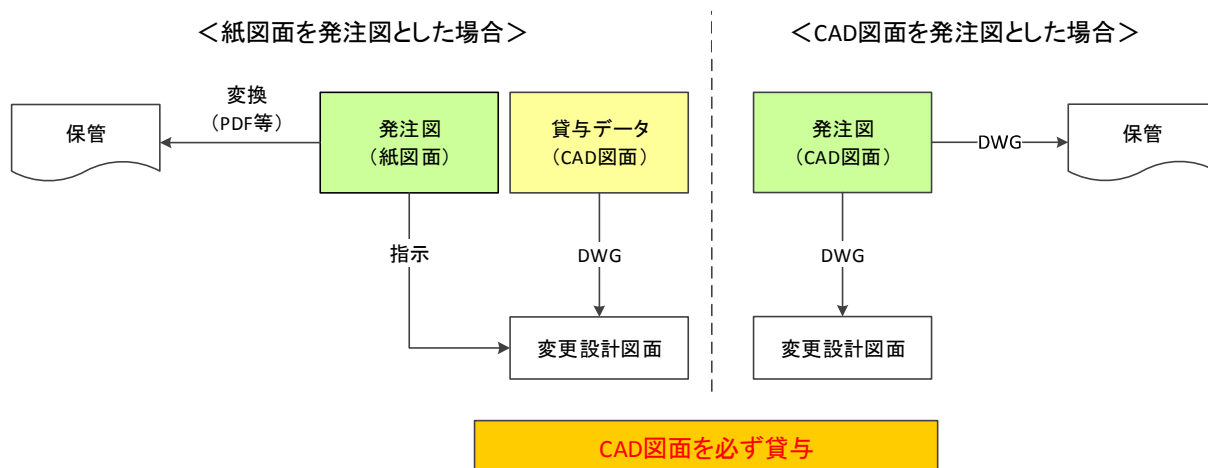 ＜紙図面を発注図とした場合＞
＜CAD図面を発注図とした場合＞
保管
変換
（PDF等）
発注図
（紙図面）
貸与データ
（CAD図面）
指示
DWG
変更設計図面
発注図
（CAD図面）
DWG
保管
DWG
変更設計図面
CAD図面を必ず貸与